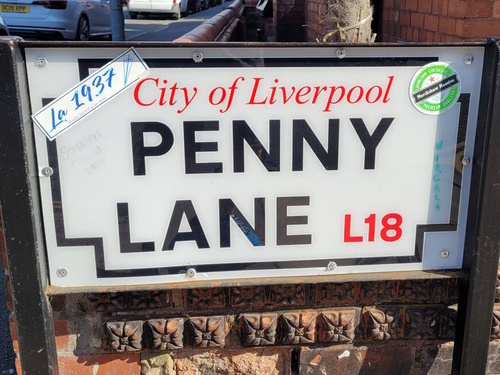 La 1937
City of Liverpool
PENNY
LANE
L18